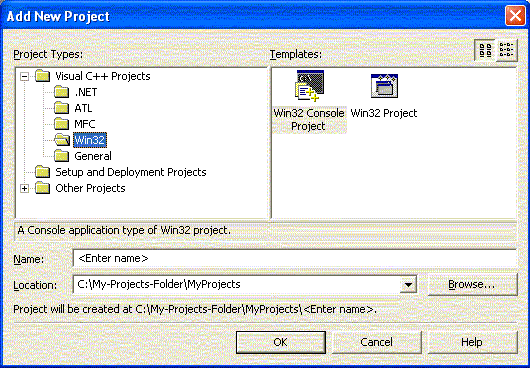 Add New Project
Project Types:
Templates:
Visual C++ Projects
.NET
ATL
MFC
Win32
General
Setup and Deployment Projects
Other Projects
Win32 Console
Project
Win32 Project
A Console application type of Win32 project.
Name:
<Enter name>
Location:
C:\My-Projects-Folder\MyProjects
Browse...
Project will be created at C:\My-Projects-Folder\MyProjects\<Enter name>.
OK
Cancel
Help